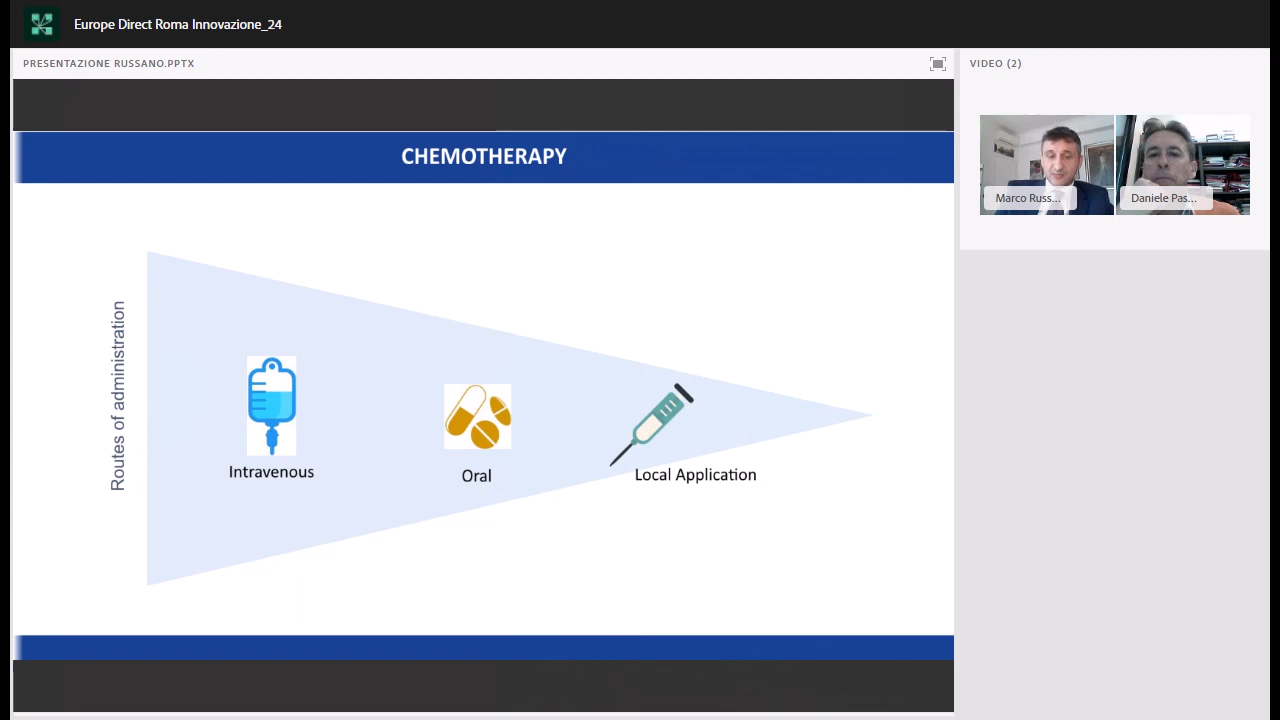 Europe Direct Roma Innovazione_24
PRESENTAZIONE RUSSANO.PPTX
VIDEO (2)
CHEMOTHERAPY
Marco Russ...
Daniele Pas...
Routes of administration
Intravenous
Oral
Local Application